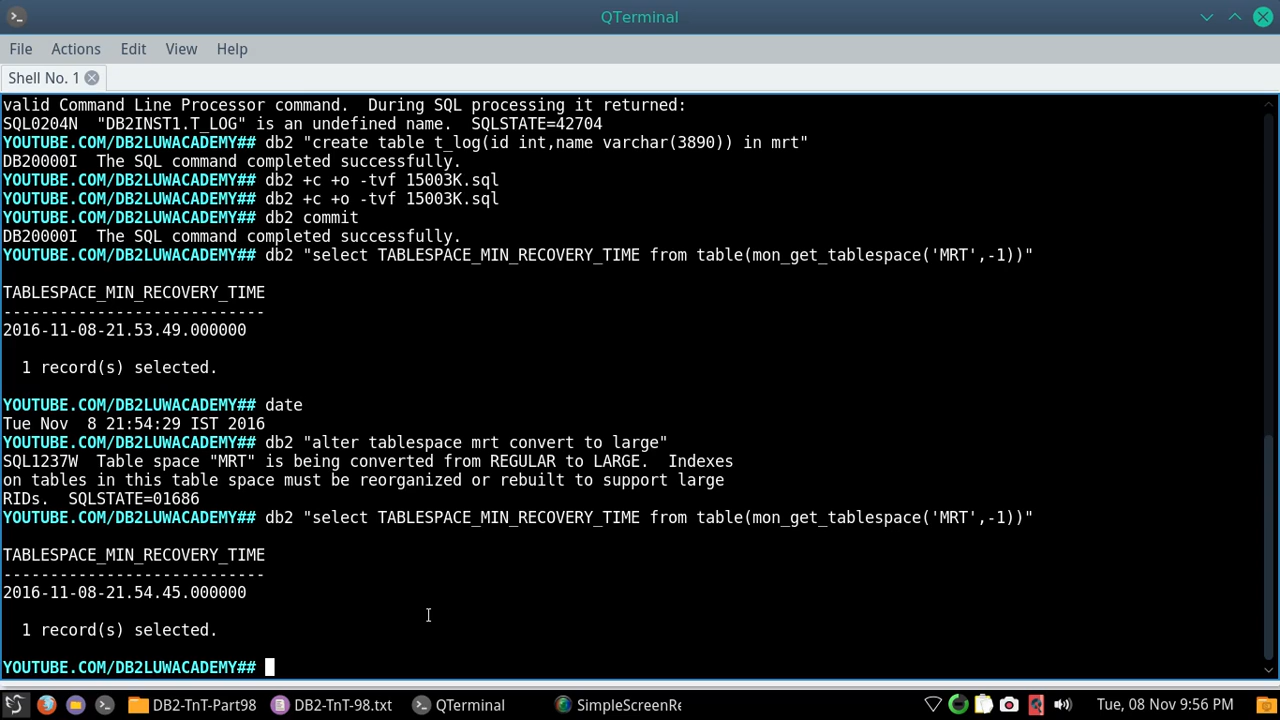 QTerminal
File Actions Edit View Help
Shell No. 1
valid Command Line Processor command.  During SQL processing it returned:
SQL0204N  "DB2INST1.T_LOG" is an undefined name.  SQLSTATE=42704
YOUTUBE.COM/DB2LUWACADEMY## db2 "create table t_log(id int,name varchar(3890)) in mrt"
DB20000I  The SQL command completed successfully.
YOUTUBE.COM/DB2LUWACADEMY## db2 +c +o -tvf 15003K.sql
YOUTUBE.COM/DB2LUWACADEMY## db2 +c +o -tvf 15003K.sql
YOUTUBE.COM/DB2LUWACADEMY## db2 commit
DB20000I  The SQL command completed successfully.
YOUTUBE.COM/DB2LUWACADEMY## db2 "select TABLESPACE_MIN_RECOVERY_TIME from table(mon_get_tablespace('MRT',-1))"
TABLESPACE_MIN_RECOVERY_TIME
----------------------------
2016-11-08-21.53.49.000000
1 record(s) selected.
YOUTUBE.COM/DB2LUWACADEMY## date
Tue Nov  8 21:54:29 IST 2016
YOUTUBE.COM/DB2LUWACADEMY## db2 "alter tablespace mrt convert to large"
SQL1237W  Table space "MRT" is being converted from REGULAR to LARGE.  Indexes
on tables in this table space must be reorganized or rebuilt to support large
RIDs.  SQLSTATE=01686
YOUTUBE.COM/DB2LUWACADEMY## db2 "select TABLESPACE_MIN_RECOVERY_TIME from table(mon_get_tablespace('MRT',-1))"
TABLESPACE_MIN_RECOVERY_TIME
----------------------------
2016-11-08-21.54.45.000000
1 record(s) selected.
YOUTUBE.COM/DB2LUWACADEMY##
DB2-TnT-Part98 DB2-TnT-98.txt QTerminal SimpleScreenRe Tue, 08 Nov 9:56 PM